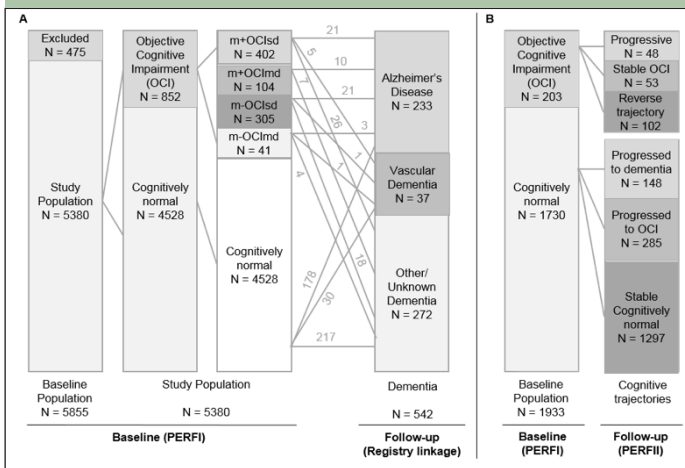 A
Excluded
N = 475
Study
Population
N = 5380
Baseline
Population
N = 5855
Objective
Cognitive
Impairment
(OCI)
N = 852
Cognitively
normal
N = 4528
m+OCIsd
N = 402
m+OCImd
N = 104
m-OCIsd
N = 305
m-OCImd
N = 41
Cognitively
normal
N = 4528
Study Population
N = 5380
Baseline (PERFI)
21
5
10
7
21
26
3
1
1
4
18
178
30
217
Alzheimer's
Disease
N = 233
Vascular
Dementia
N = 37
Other/
Unknown
Dementia
N = 272
Dementia
N = 542
Follow-up
(Registry linkage)
B
Objective
Cognitive
Impairment
(OCI)
N = 203
Cognitively
normal
N = 1730
Baseline
Population
N = 1933
Baseline
(PERFI)
Progressive
N = 48
Stable OCI
N = 53
Reverse
trajectory
N = 102
Progressed
to dementia
N = 148
Progressed
to OCI
N = 285
Stable
Cognitively
normal
N = 1297
Cognitive
trajectories
Follow-up
(PERFII)